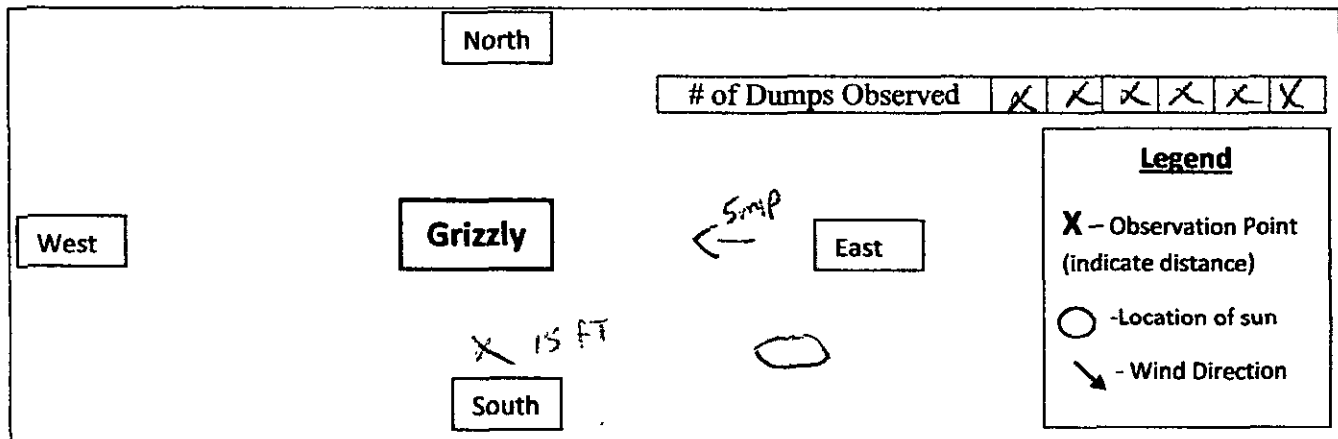 North
# of Dumps Observed X X X X X X
Legend
X – Observation Point
(indicate distance)
-Location of sun
- Wind Direction
West
Grizzly
East
X 15 FT
South